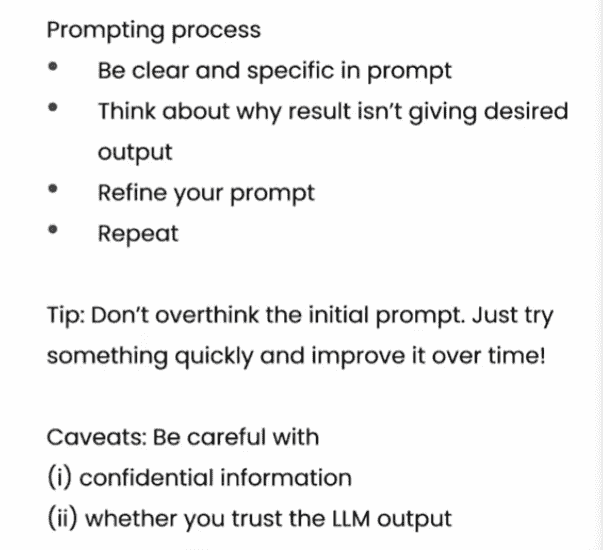 Prompting process
• Be clear and specific in prompt
• Think about why result isn't giving desired
output
• Refine your prompt
• Repeat
Tip: Don't overthink the initial prompt. Just try
something quickly and improve it over time!
Caveats: Be careful with
(i) confidential information
(ii) whether you trust the LLM output